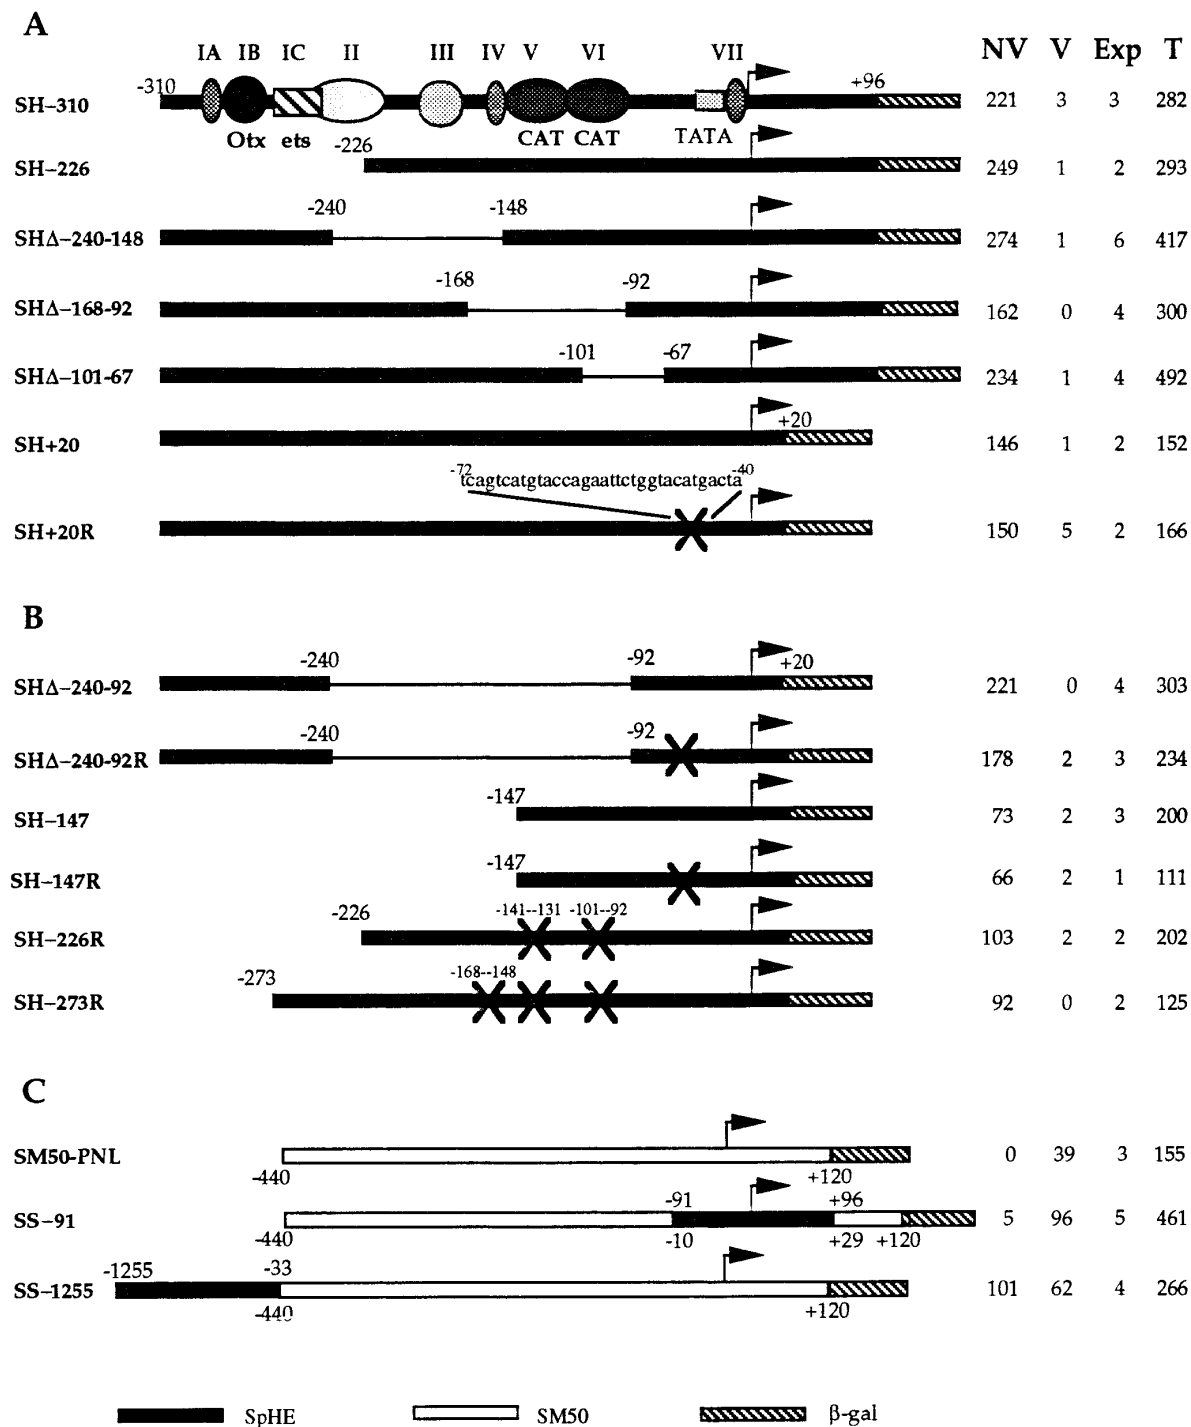 A
IA IB IC II III IV V VI VII NV V Exp T
-310 +96
SH-310 221 3 3 282
Otx ets CAT CAT TATA
-226
SH-226 249 1 2 293
-240 -148
SHΔ-240-148 274 1 6 417
-168 -92
SHΔ-168-92 162 0 4 300
-101 -67
SHΔ-101-67 234 1 4 492
+20
SH+20 146 1 2 152
-72 tcagtcatgtaccagaattctggtacatgacta -40
SH+20R 150 5 2 166
B
-240 -92 +20
SHΔ-240-92 221 0 4 303
-240 -92
SHΔ-240-92R 178 2 3 234
-147
SH-147 73 2 3 200
-147
SH-147R 66 2 1 111
-226 -141--131 -101--92
SH-226R 103 2 2 202
-273 -168--148
SH-273R 92 0 2 125
C
SM50-PNL 0 39 3 155
-440 +120
-91 +96
SS-91 5 96 5 461
-440 -10 +29 +120
-1255 -33
SS-1255 101 62 4 266
-440 +120
SpHE SM50 β-gal